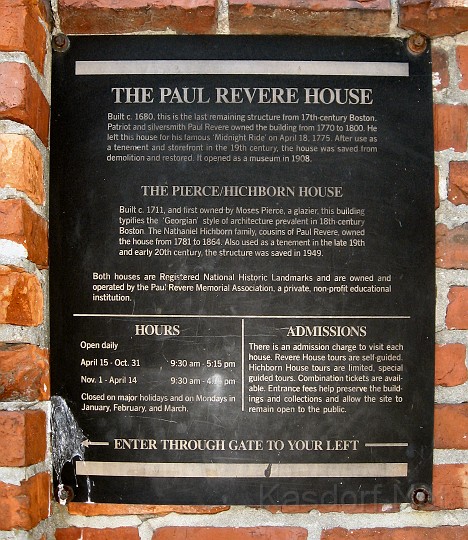 THE PAUL REVERE HOUSE
Built c. 1680, this is the last remaining structure from 17th-century Boston.
Patriot and silversmith Paul Revere owned the building from 1770 to 1800. He
left this house for his famous 'Midnight Ride' on April 18, 1775. After use as
a tenement and storefront in the 19th century, the house was saved from
demolition and restored. It opened as a museum in 1908.
THE PIERCE/HICHBORN HOUSE
Built c. 1711, and first owned by Moses Pierce, a glazier, this building
typifies the 'Georgian' style of architecture prevalent in 18th-century
Boston. The Nathaniel Hichborn family, cousins of Paul Revere, owned
the house from 1781 to 1864. Also used as a tenement in the late 19th
and early 20th century, the structure was saved in 1949.
Both houses are Registered National Historic Landmarks and are owned and
operated by the Paul Revere Memorial Association, a private, non-profit educational
institution.
HOURS
Open daily
April 15 - Oct. 31 9:30 am - 5:15 pm
Nov. 1 - April 14 9:30 am - pm
Closed on major holidays and on Mondays in
January, February, and March.
ADMISSIONS
There is an admission charge to visit each
house. Revere House tours are self-guided.
Hichborn House tours are limited, special
guided tours. Combination tickets are avail-
able. Entrance fees help preserve the build-
ings and collections and allow the site to
remain open to the public.
ENTER THROUGH GATE TO YOUR LEFT